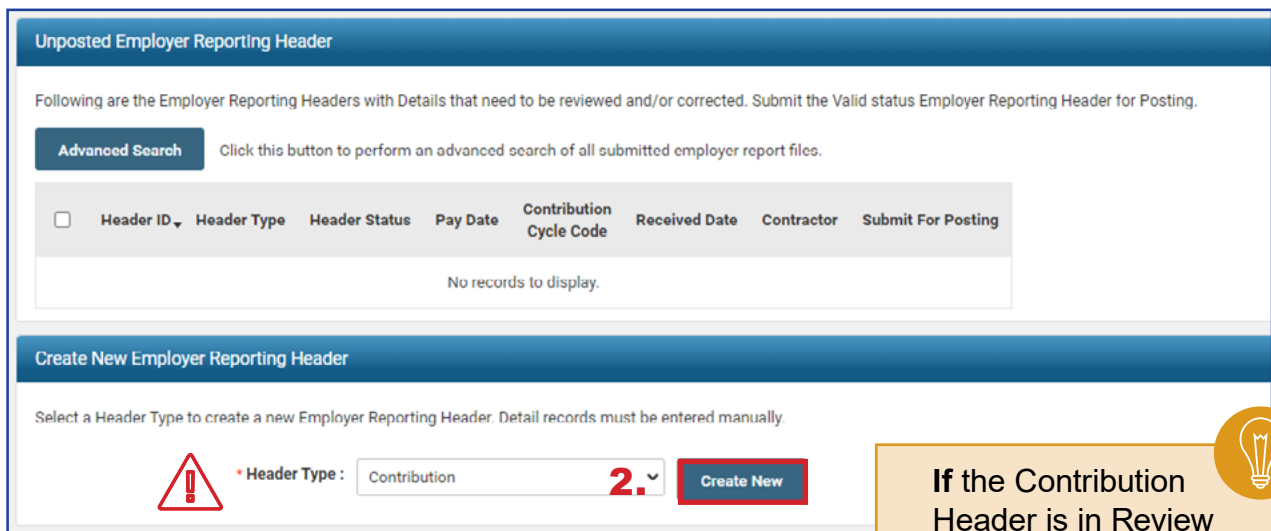 Unposted Employer Reporting Header
Following are the Employer Reporting Headers with Details that need to be reviewed and/or corrected. Submit the Valid status Employer Reporting Header for Posting.
Advanced Search Click this button to perform an advanced search of all submitted employer report files.
Header ID Header Type Header Status Pay Date Contribution Cycle Code Received Date Contractor Submit For Posting
No records to display.
Create New Employer Reporting Header
Select a Header Type to create a new Employer Reporting Header. Detail records must be entered manually.
* Header Type : Contribution 2. Create New
If the Contribution
Header is in Review